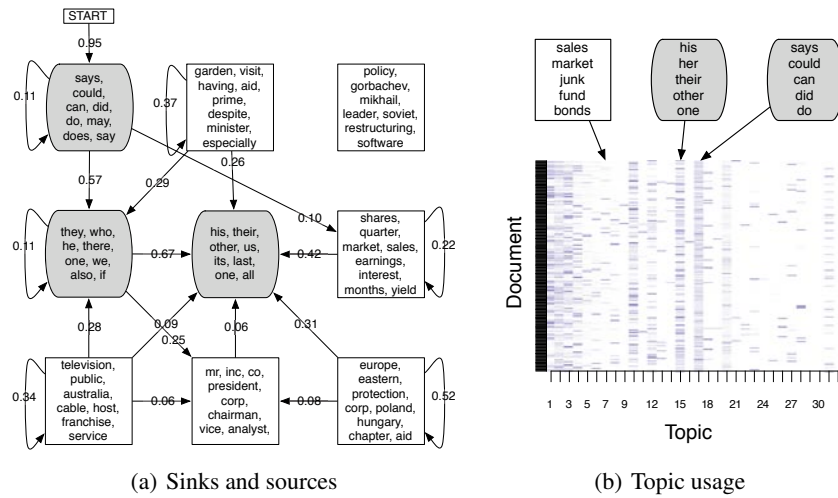 START
0.95
says,
could,
can, did,
do, may,
does, say
0.11
garden, visit,
having, aid,
prime,
despite,
minister,
especially
0.37
policy,
gorbachev,
mikhail,
leader, soviet,
restructuring,
software
0.57
0.29
0.26
0.10
they, who,
he, there,
one, we,
also, if
0.11
0.67
his, their,
other, us,
its, last,
one, all
0.42
shares,
quarter,
market, sales,
earnings,
interest,
months, yield
0.22
0.28
0.09
0.25
0.06
0.31
television,
public,
australia,
cable, host,
franchise,
service
0.34
0.06
mr, inc, co,
president,
corp,
chairman,
vice, analyst,
0.08
europe,
eastern,
protection,
corp, poland,
hungary,
chapter, aid
0.52
(a) Sinks and sources
sales
market
junk
fund
bonds
his
her
their
other
one
says
could
can
did
do
Document
1 3 5 7 9 12 15 18 21 24 27 30
Topic
(b) Topic usage